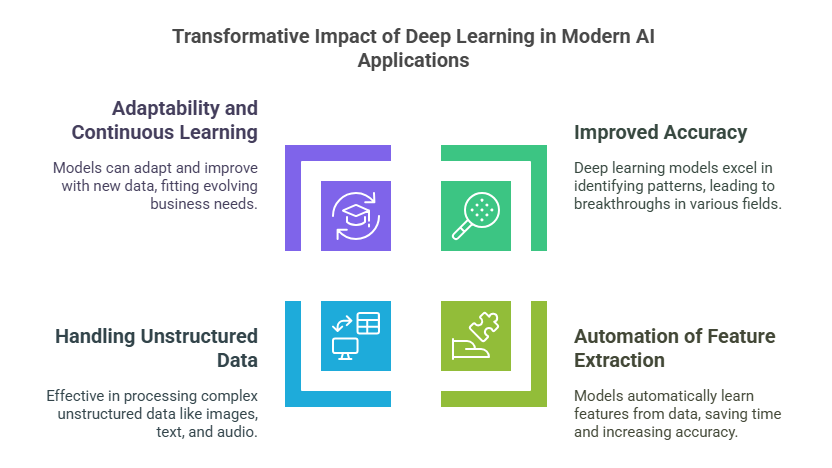 Transformative Impact of Deep Learning in Modern AI
Applications
Adaptability and
Continuous Learning
Models can adapt and improve
with new data, fitting evolving
business needs.
Improved Accuracy
Deep learning models excel in
identifying patterns, leading to
breakthroughs in various fields.
Handling Unstructured
Data
Effective in processing complex
unstructured data like images,
text, and audio.
Automation of Feature
Extraction
Models automatically learn
features from data, saving time
and increasing accuracy.